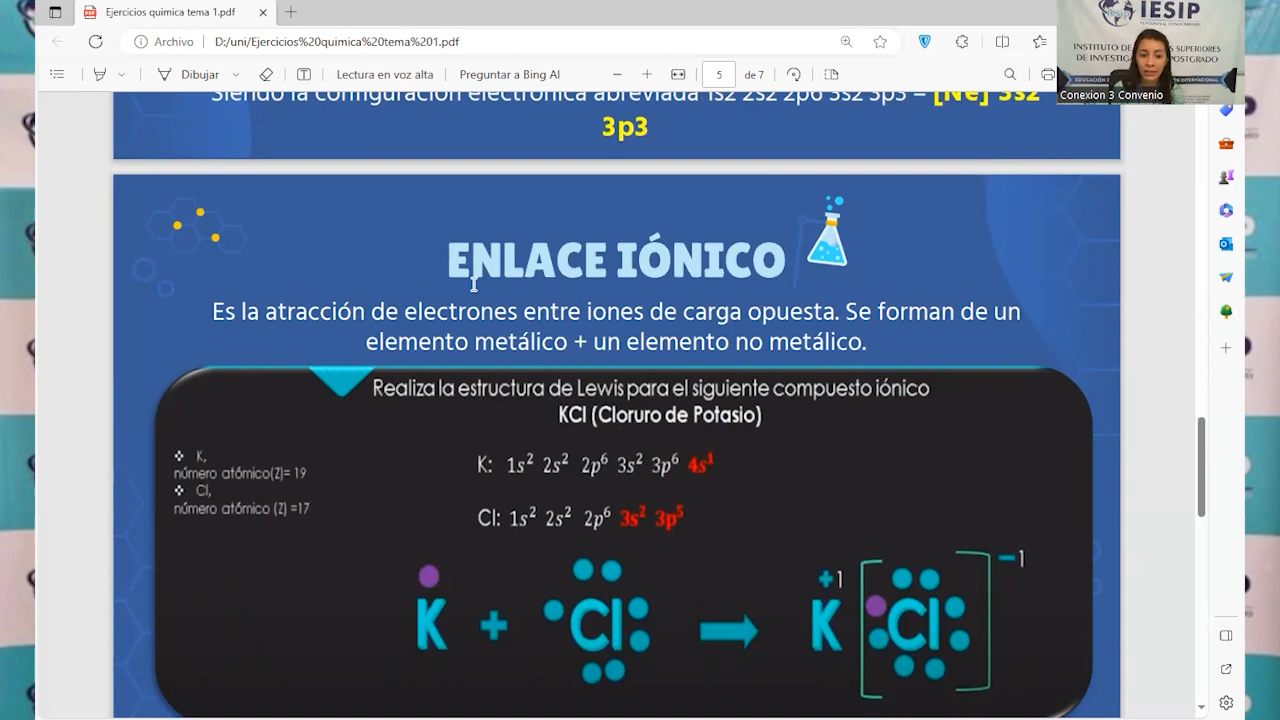 Ejercicios quimica tema 1.pdf
Archivo D:/uni/Ejercicios%20quimica%20tema%201.pdf
Dibujar Lectura en voz alta Preguntar a Bing AI 5 de 7
IESIP
INSTITUTO DE SUPERIORES
DE INVESTIGA POSTGRADO
Conexion 3 Convenio
Siendo la configuración electrónica abreviada 1s2 2s2 2p6 3s2 3p3 = [Ne] 3s2
3p3
ENLACE IÓNICO
Es la atracción de electrones entre iones de carga opuesta. Se forman de un
elemento metálico + un elemento no metálico.
Realiza la estructura de Lewis para el siguiente compuesto iónico
KCl (Cloruro de Potasio)
❖ K,
número atómico(Z)= 19
❖ Cl,
número atómico (Z) =17
K: 1s² 2s² 2p⁶ 3s² 3p⁶ 4s¹
Cl: 1s² 2s² 2p⁶ 3s² 3p⁵
+1 −1
K + Cl K [Cl]